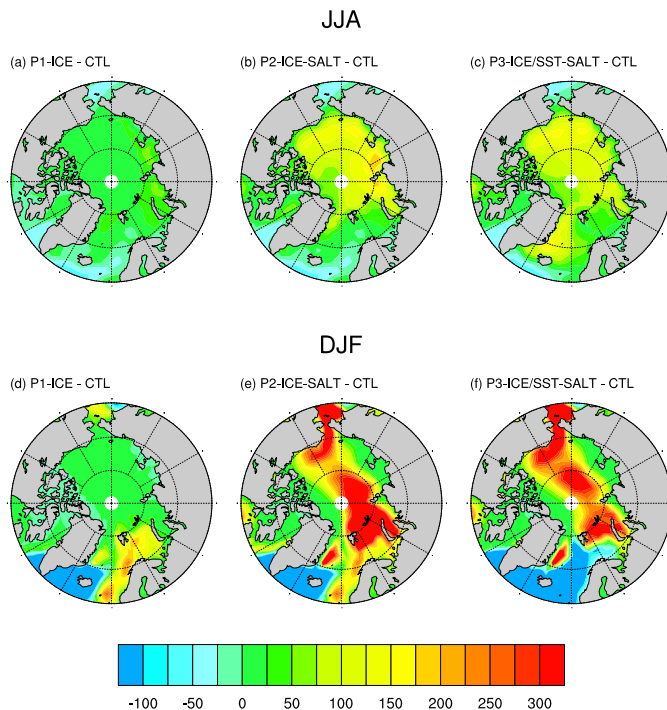 JJA
(a) P1-ICE - CTL
(b) P2-ICE-SALT - CTL
(c) P3-ICE/SST-SALT - CTL
DJF
(d) P1-ICE - CTL
(e) P2-ICE-SALT - CTL
(f) P3-ICE/SST-SALT - CTL
-100 -50 0 50 100 150 200 250 300